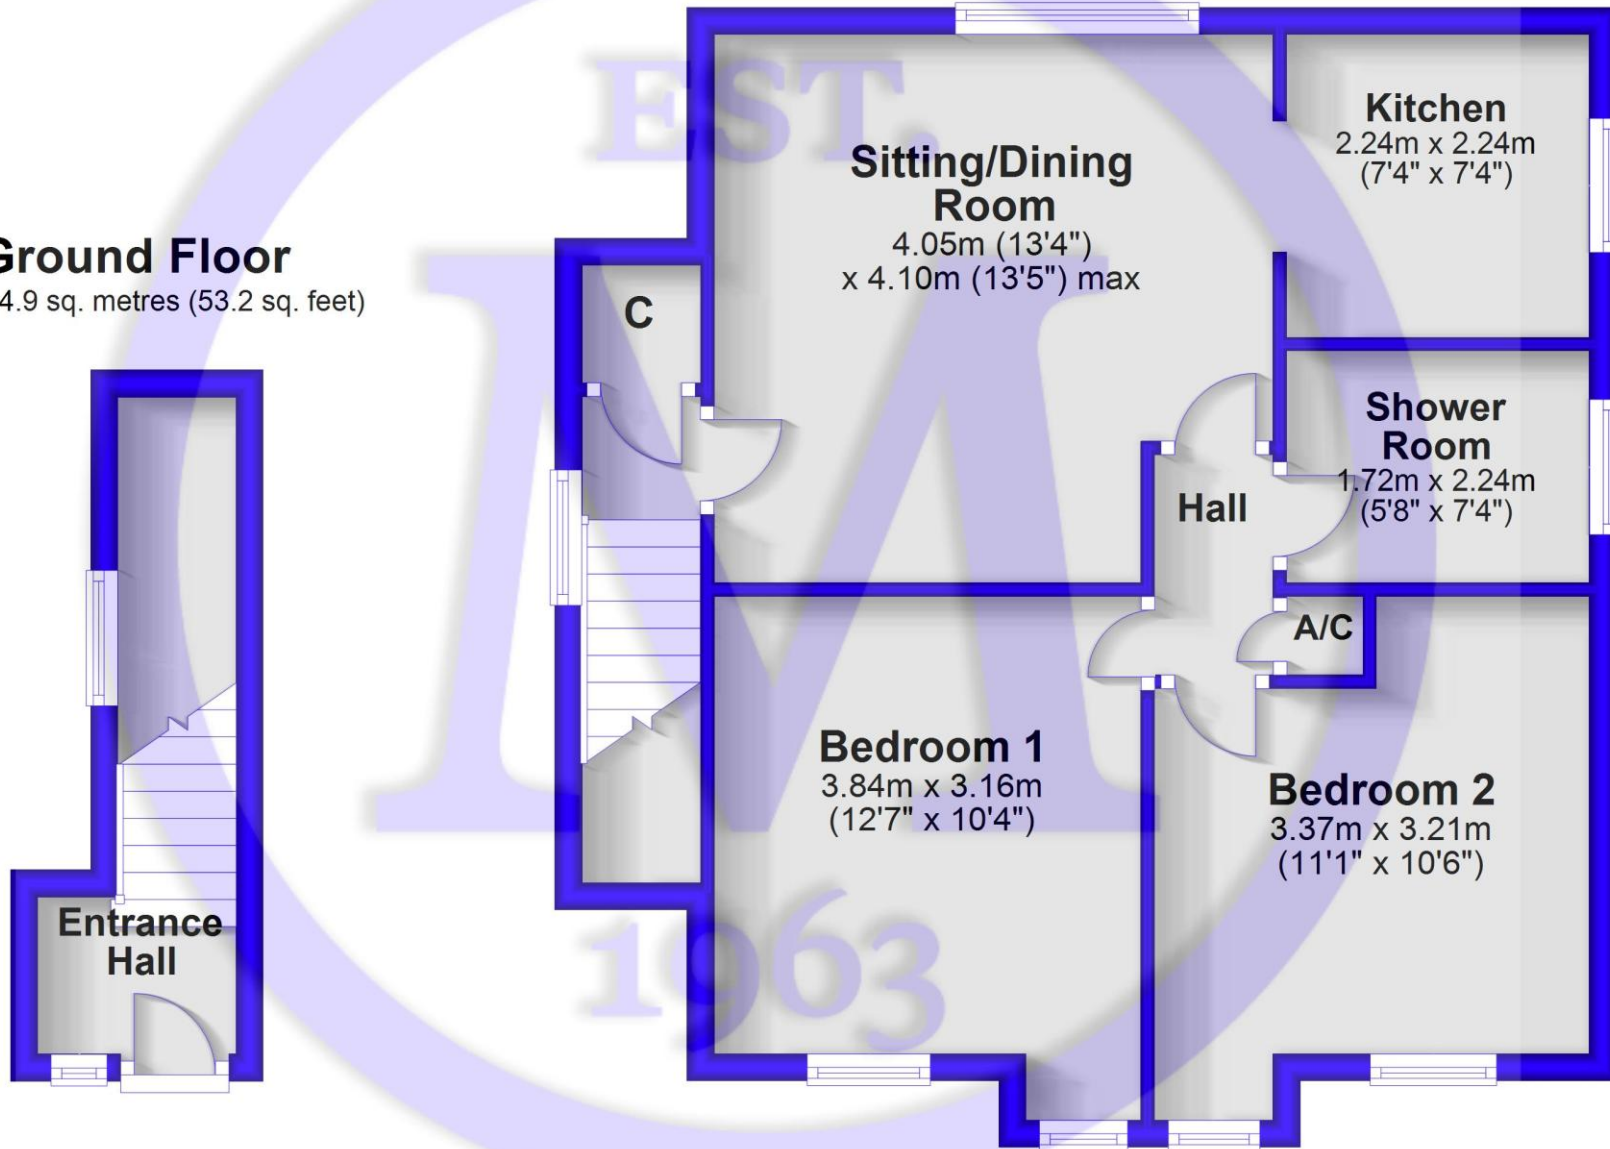 Ground Floor
4.9 sq. metres (53.2 sq. feet)
Entrance
Hall
EST.
1963
C
Sitting/Dining
Room
4.05m (13'4")
x 4.10m (13'5") max
Kitchen
2.24m x 2.24m
(7'4" x 7'4")
Shower
Room
1.72m x 2.24m
(5'8" x 7'4")
Hall
A/C
Bedroom 1
3.84m x 3.16m
(12'7" x 10'4")
Bedroom 2
3.37m x 3.21m
(11'1" x 10'6")
M